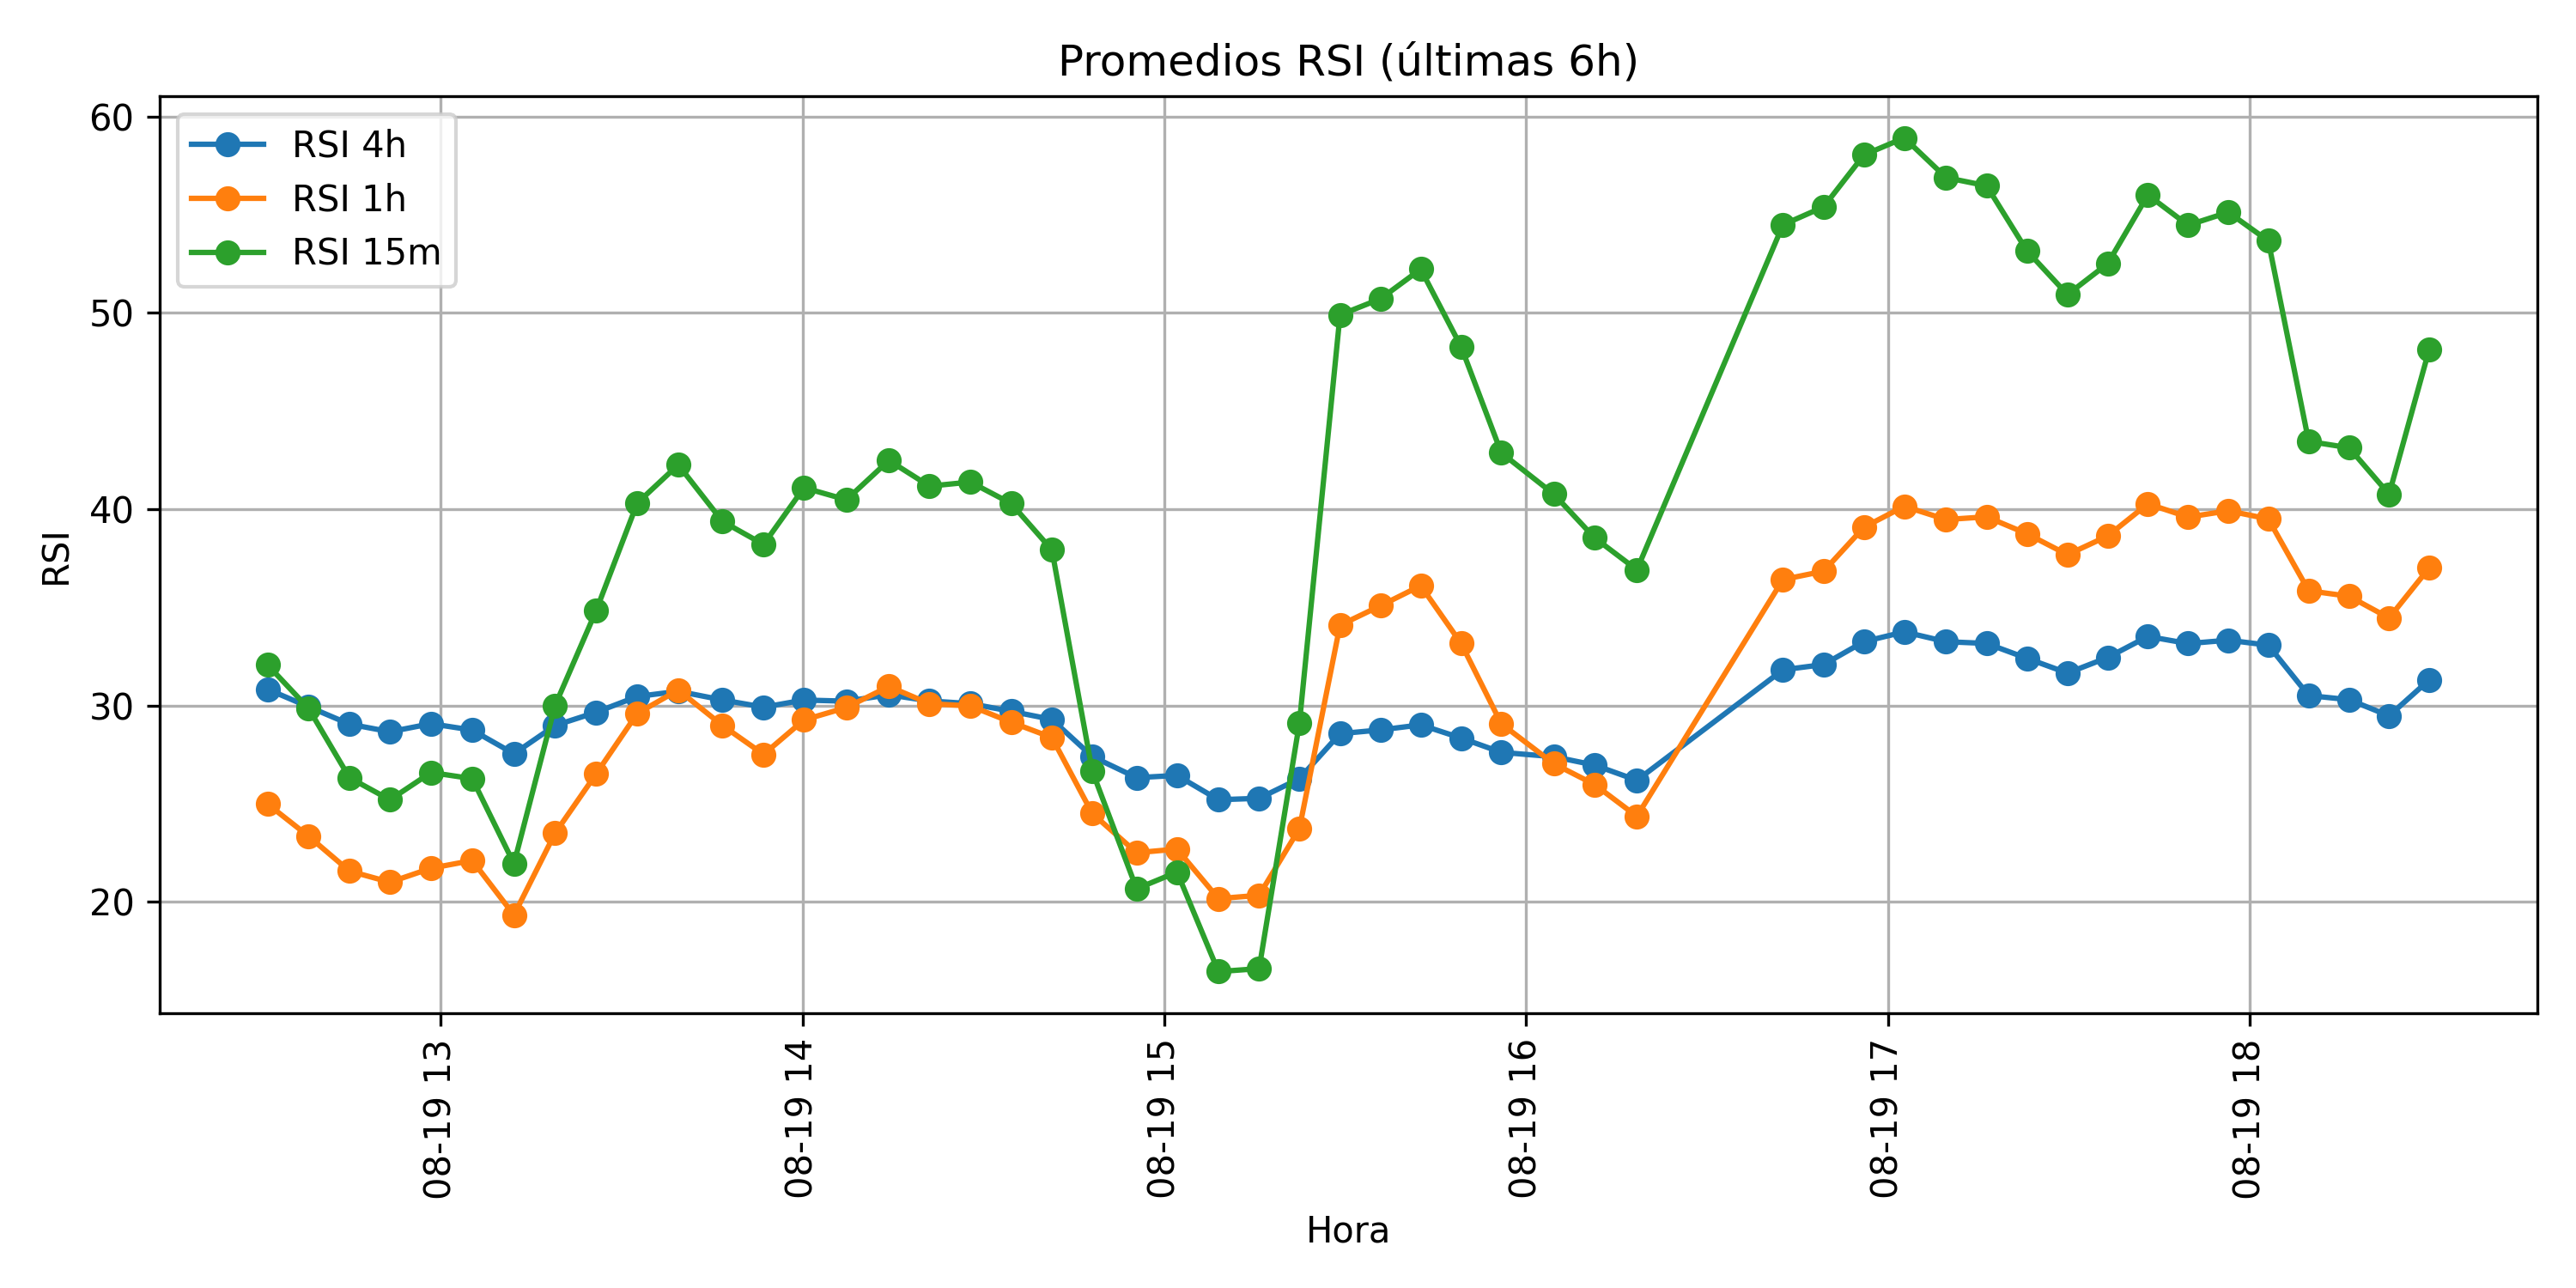 Promedios RSI (últimas 6h)
RSI 4h
RSI 1h
RSI 15m
60
50
40
30
20
RSI
08-19 13
08-19 14
08-19 15
08-19 16
08-19 17
08-19 18
Hora